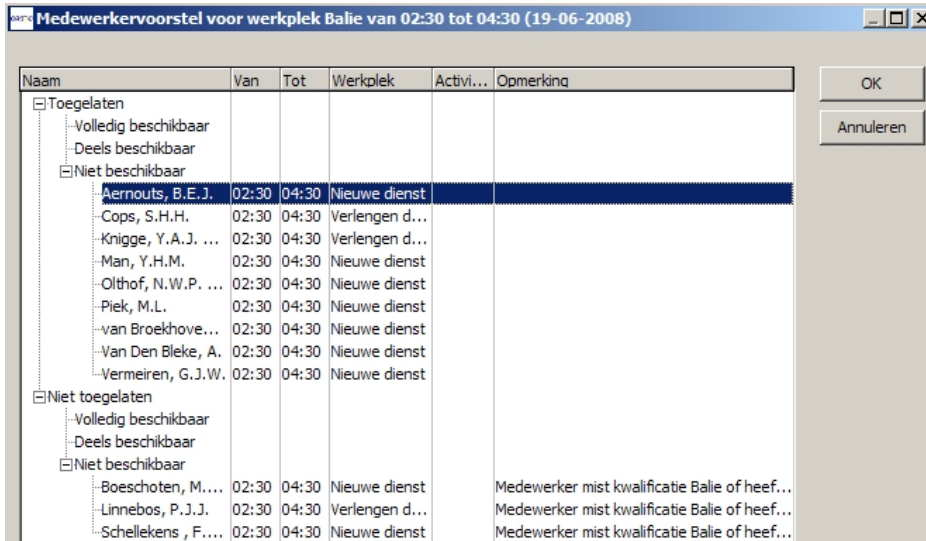 Medewerkervoorstel voor werkplek Balie van 02:30 tot 04:30 (19-06-2008)
Naam Van Tot Werkplek Activi... Opmerking
OK
Toegelaten
Annuleren
Volledig beschikbaar
Deels beschikbaar
Niet beschikbaar
Aernouts, B.E.J. 02:30 04:30 Nieuwe dienst
Cops, S.H.H. 02:30 04:30 Verlengen d...
Knigge, Y.A.J. ... 02:30 04:30 Verlengen d...
Man, Y.H.M. 02:30 04:30 Nieuwe dienst
Olthof, N.W.P. ... 02:30 04:30 Nieuwe dienst
Piek, M.L. 02:30 04:30 Nieuwe dienst
van Broekhove... 02:30 04:30 Nieuwe dienst
Van Den Bleke, A. 02:30 04:30 Nieuwe dienst
Vermeiren, G.J.W. 02:30 04:30 Nieuwe dienst
Niet toegelaten
Volledig beschikbaar
Deels beschikbaar
Niet beschikbaar
Boeschoten, M.... 02:30 04:30 Nieuwe dienst Medewerker mist kwalificatie Balie of heef...
Linnebos, P.J.J. 02:30 04:30 Verlengen d... Medewerker mist kwalificatie Balie of heef...
Schellekens , F.... 02:30 04:30 Nieuwe dienst Medewerker mist kwalificatie Balie of heef...